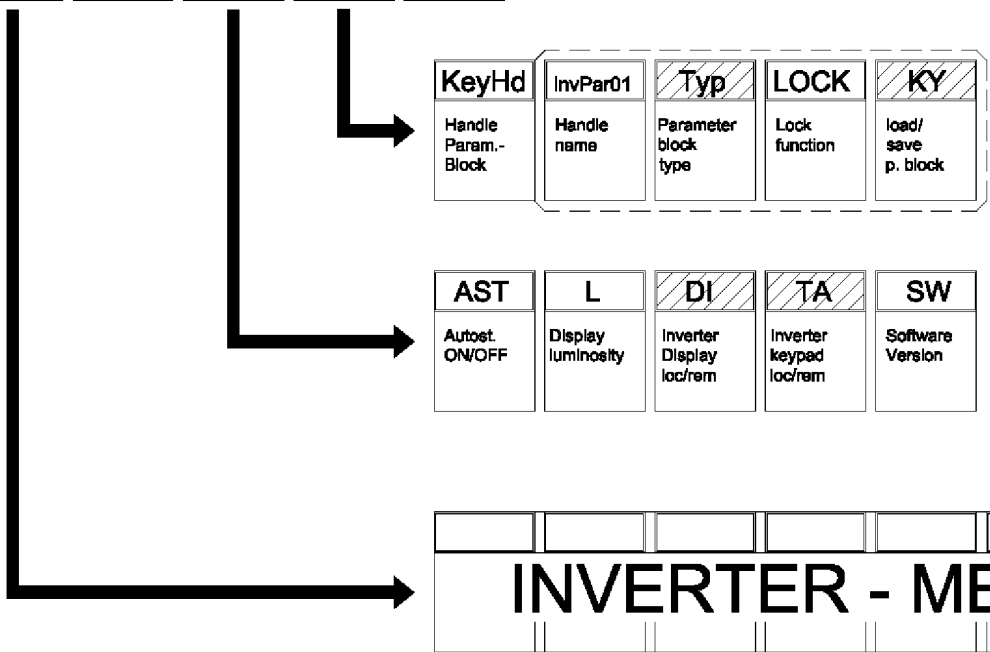 KeyHd InvPar01 Typ LOCK KY
Handle Handle Parameter Lock load/
Param.- name block function save
Block type p. block
AST L DI TA SW
Autost. Display Inverter Inverter Software
ON/OFF luminosity Display keypad Version
loc/rem loc/rem
INVERTER -